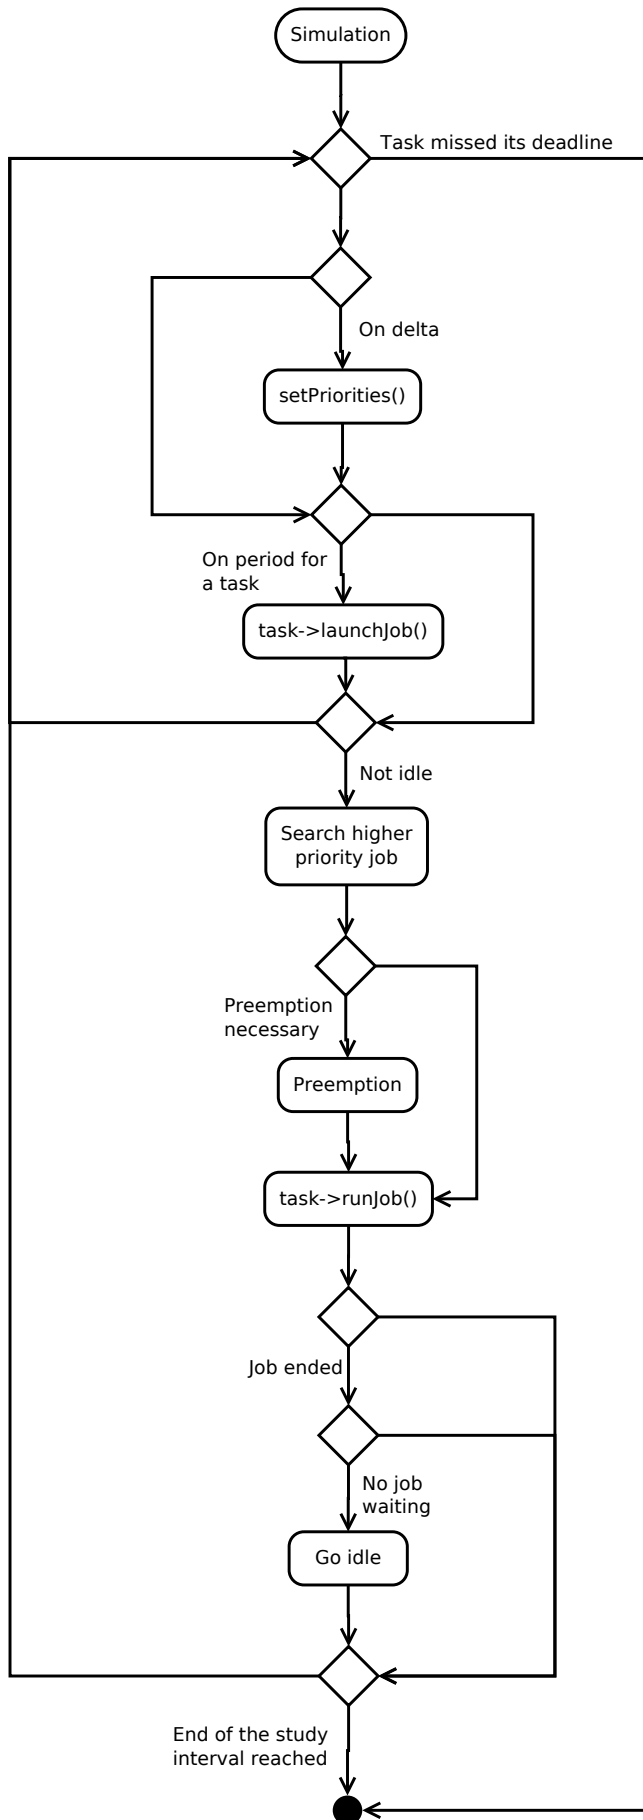 Simulation
Task missed its deadline
On delta
setPriorities()
On period for
a task
task->launchJob()
Not idle
Search higher
priority job
Preemption
necessary
Preemption
task->runJob()
Job ended
No job
waiting
Go idle
End of the study
interval reached